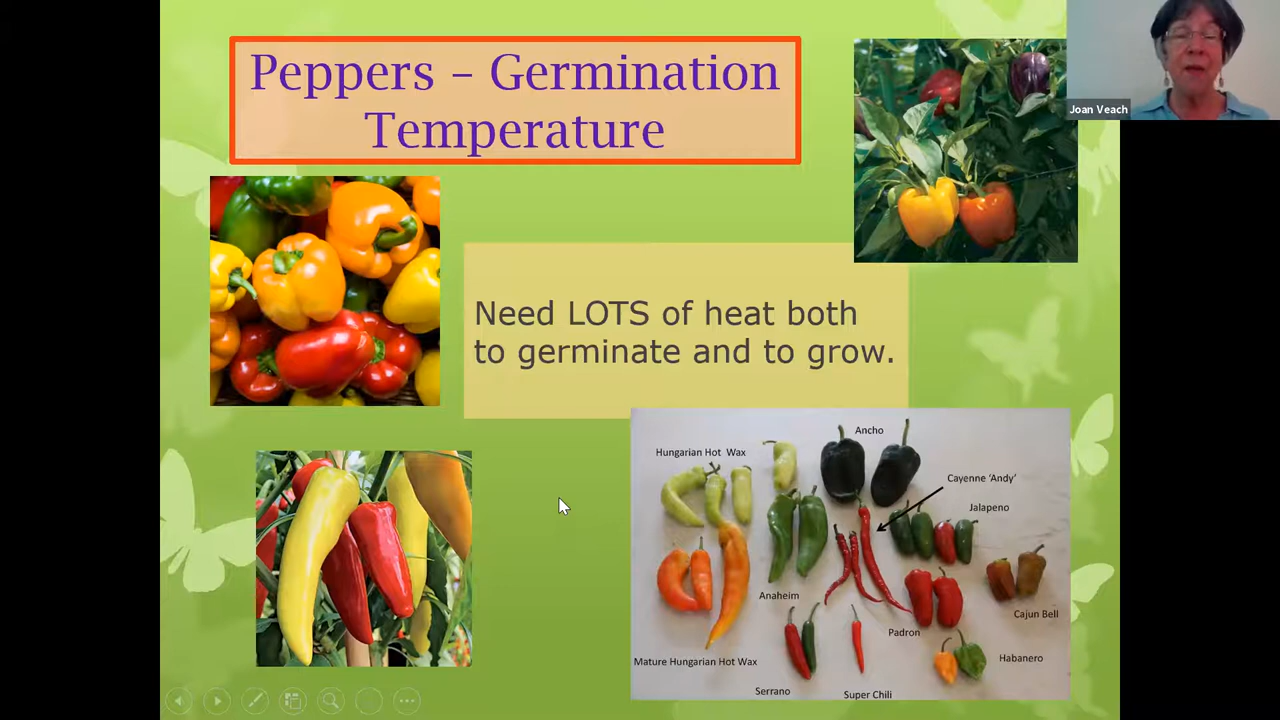 Peppers – Germination
Temperature
Joan Veach
Need LOTS of heat both
to germinate and to grow.
Ancho
Hungarian Hot Wax
Cayenne ‘Andy’
Jalapeno
Anaheim
Cajun Bell
Padron
Habanero
Mature Hungarian Hot Wax
Serrano
Super Chili